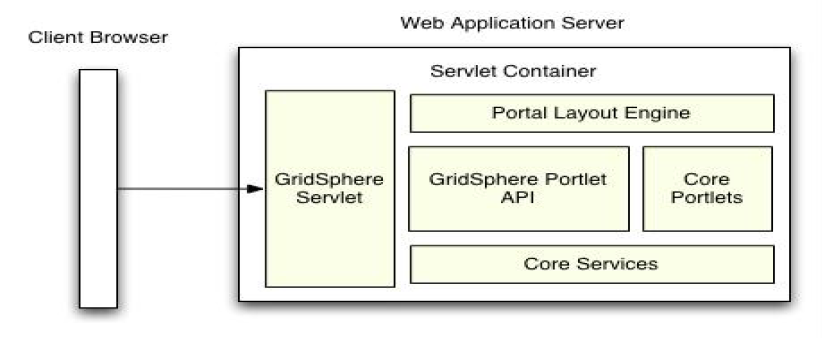 Client Browser
Web Application Server
Servlet Container
GridSphere
Servlet
Portal Layout Engine
GridSphere Portlet
API
Core
Portlets
Core Services